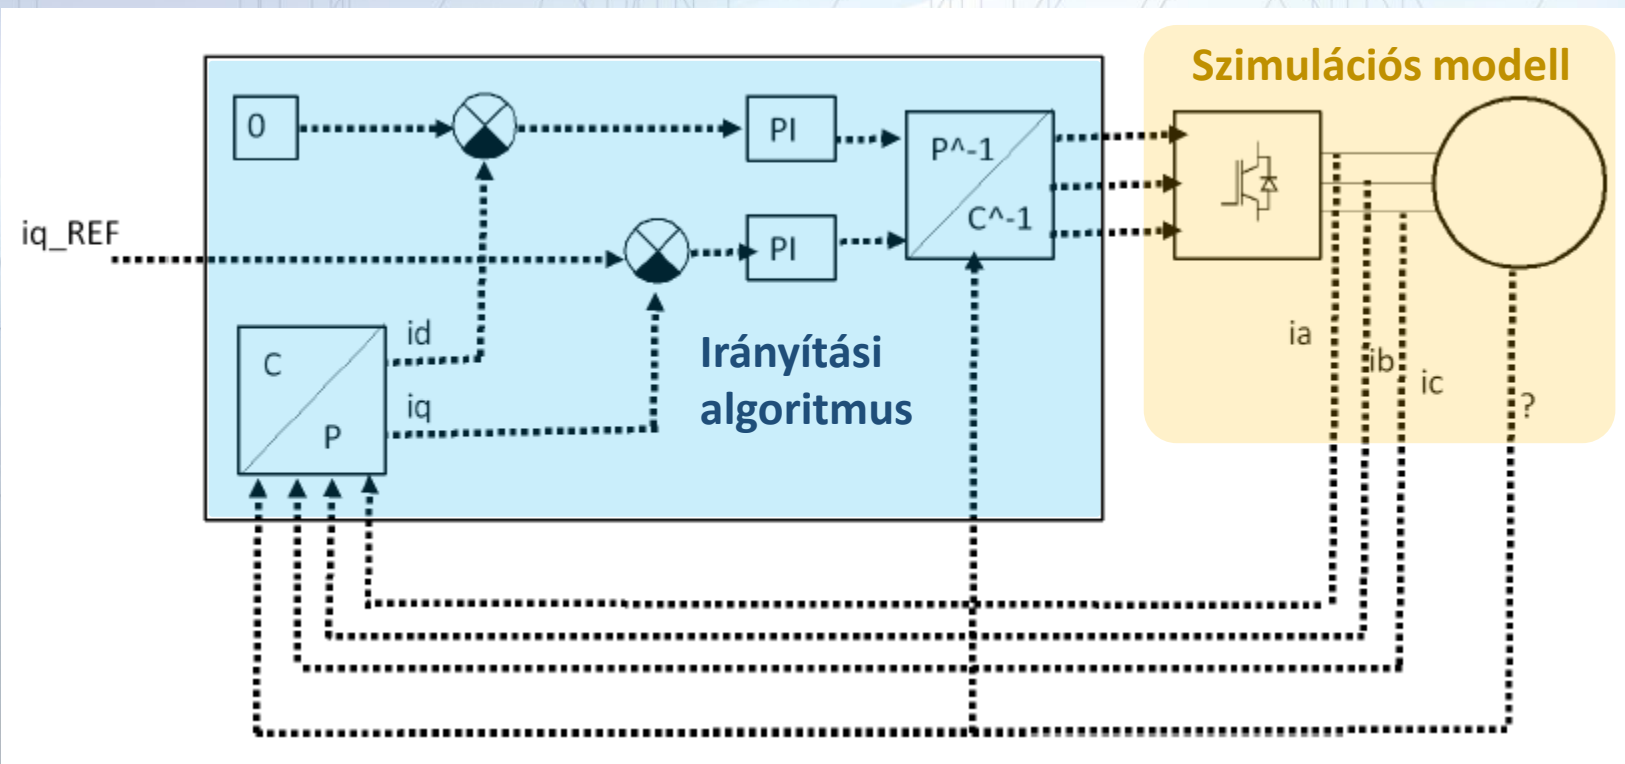 Szimulációs modell
0
PI
P^-1
C^-1
iq_REF
PI
id
C
P
iq
Irányítási
algoritmus
ia
ib
ic
?